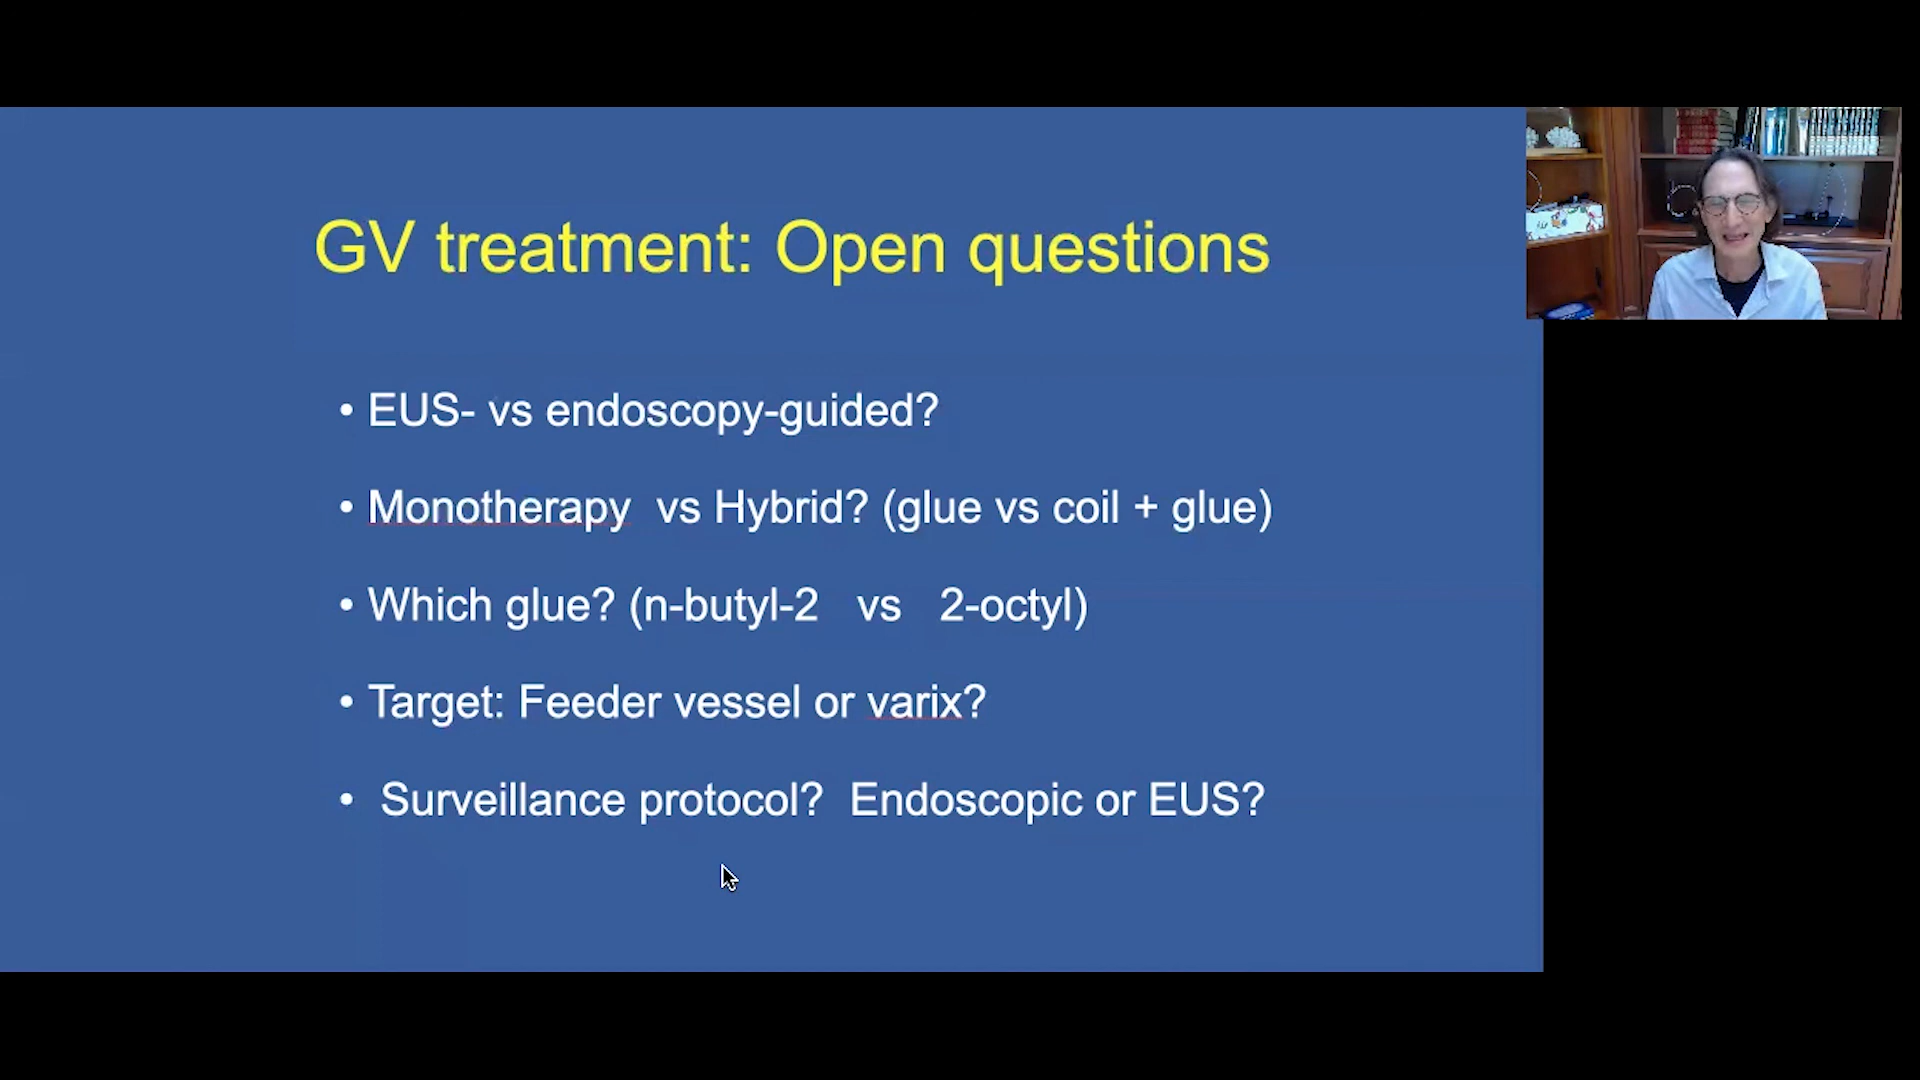 GV treatment: Open questions
• EUS- vs endoscopy-guided?
• Monotherapy  vs Hybrid? (glue vs coil + glue)
• Which glue? (n-butyl-2   vs   2-octyl)
• Target: Feeder vessel or varix?
•  Surveillance protocol?  Endoscopic or EUS?